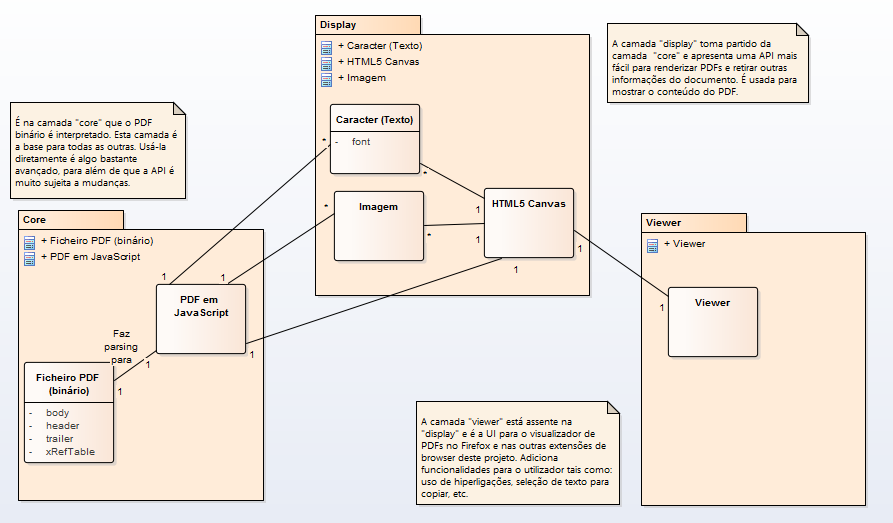 Display
+ Caracter (Texto)
+ HTML5 Canvas
+ Imagem
A camada "display" toma partido da
camada "core" e apresenta uma API mais
fácil para renderizar PDFs e retirar outras
informações do documento. É usada para
mostrar o conteúdo do PDF.
É na camada "core" que o PDF
binário é interpretado. Esta camada é
a base para todas as outras. Usá-la
diretamente é algo bastante
avançado, para além de que a API é
muito sujeita a mudanças.
Caracter (Texto)
- font
*
*
Imagem
*
*
HTML5 Canvas
1
1
1
1
Core
+ Ficheiro PDF (binário)
+ PDF em JavaScript
1
1
PDF em
JavaScript
1
Faz
parsing
para
1
1
Ficheiro PDF
(binário)
- body
- header
- trailer
- xRefTable
Viewer
+ Viewer
1
Viewer
A camada "viewer" está assente na
"display" e é a UI para o visualizador de
PDFs no Firefox e nas outras extensões de
browser deste projeto. Adiciona
funcionalidades para o utilizador tais como:
uso de hiperligações, seleção de texto para
copiar, etc.